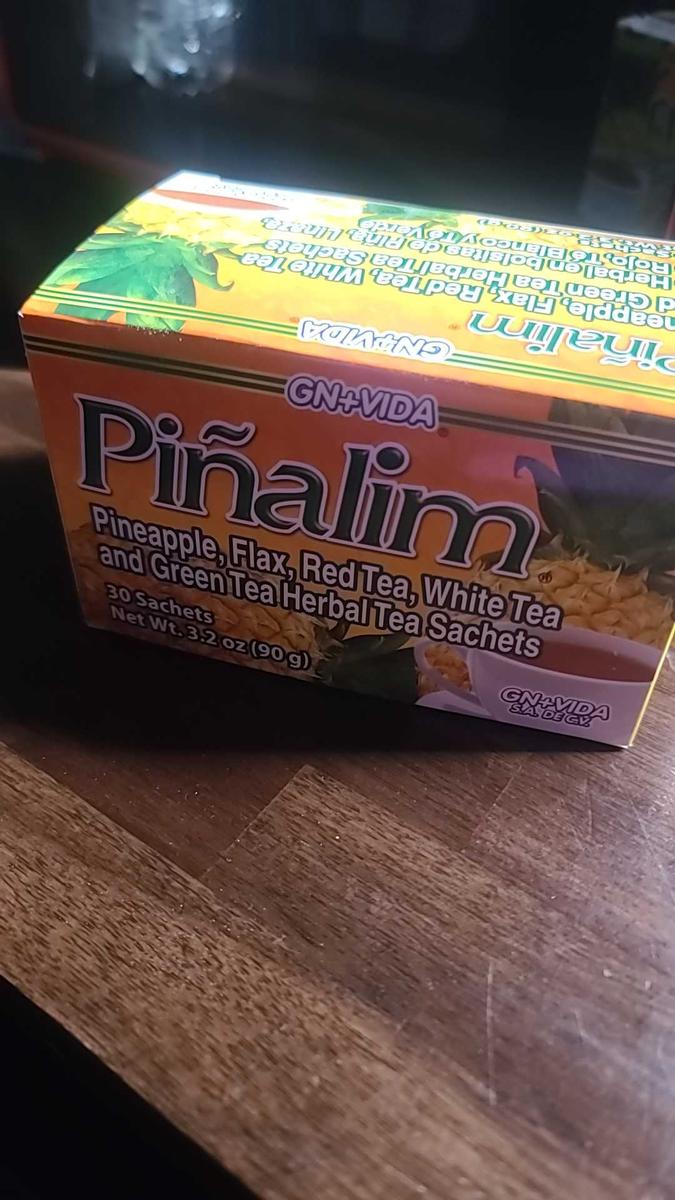 GN+VIDA
Piñalim
Pineapple, Flax, Red Tea, White Tea
and Green Tea Herbal Tea Sachets
30 Sachets
Net Wt. 3.2 oz (90 g)
GN+VIDA
S.A. DE C.V.
GN+VIDA
Piñalim
Flax, Red Tea, White Tea
Green Tea Herbal Tea Sachets
Herbal en bolsitas de Piña, Linaza,
Rojo, Té Blanco y Té Verde